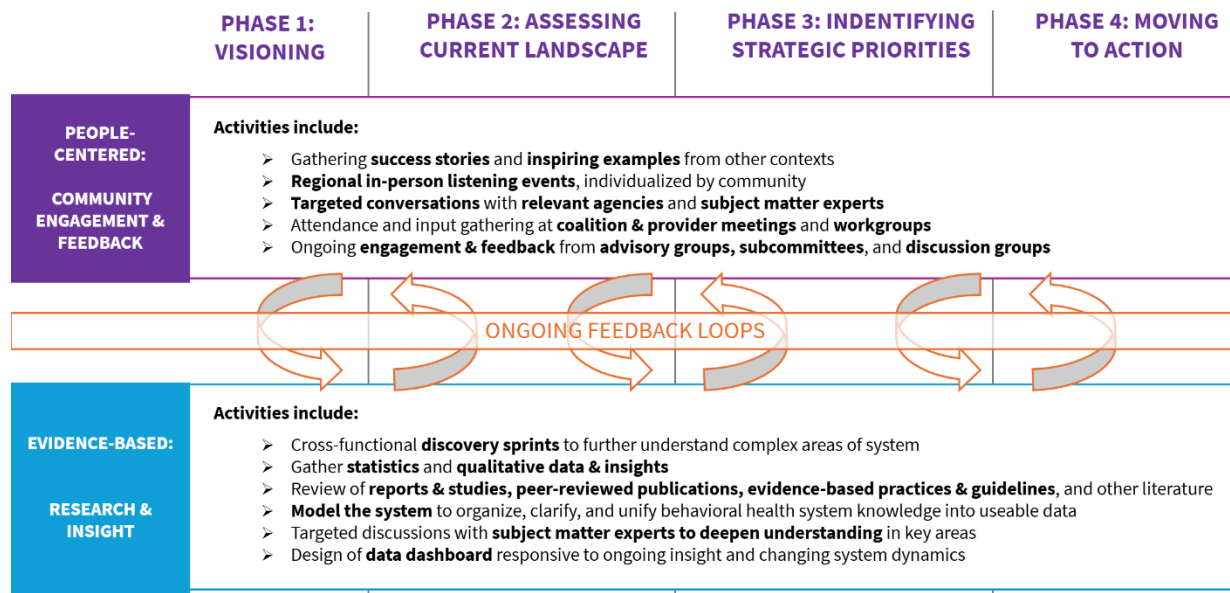 PHASE 1:
VISIONING
PHASE 2: ASSESSING
CURRENT LANDSCAPE
PHASE 3: INDENTIFYING
STRATEGIC PRIORITIES
PHASE 4: MOVING
TO ACTION
PEOPLE-
CENTERED:
COMMUNITY
ENGAGEMENT &
FEEDBACK
Activities include:
➢ Gathering success stories and inspiring examples from other contexts
➢ Regional in-person listening events, individualized by community
➢ Targeted conversations with relevant agencies and subject matter experts
➢ Attendance and input gathering at coalition & provider meetings and workgroups
➢ Ongoing engagement & feedback from advisory groups, subcommittees, and discussion groups
ONGOING FEEDBACK LOOPS
EVIDENCE-BASED:
RESEARCH &
INSIGHT
Activities include:
➢ Cross-functional discovery sprints to further understand complex areas of system
➢ Gather statistics and qualitative data & insights
➢ Review of reports & studies, peer-reviewed publications, evidence-based practices & guidelines, and other literature
➢ Model the system to organize, clarify, and unify behavioral health system knowledge into useable data
➢ Targeted discussions with subject matter experts to deepen understanding in key areas
➢ Design of data dashboard responsive to ongoing insight and changing system dynamics